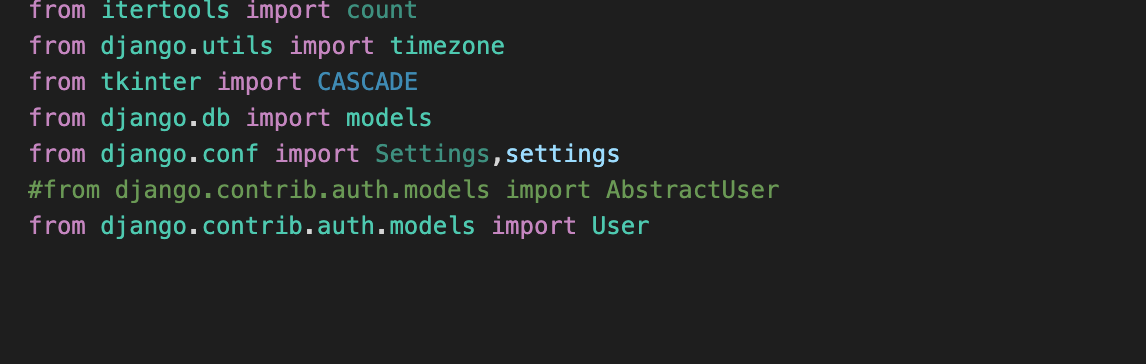 from itertools import count
from django.utils import timezone
from tkinter import CASCADE
from django.db import models
from django.conf import Settings,settings
#from django.contrib.auth.models import AbstractUser
from django.contrib.auth.models import User